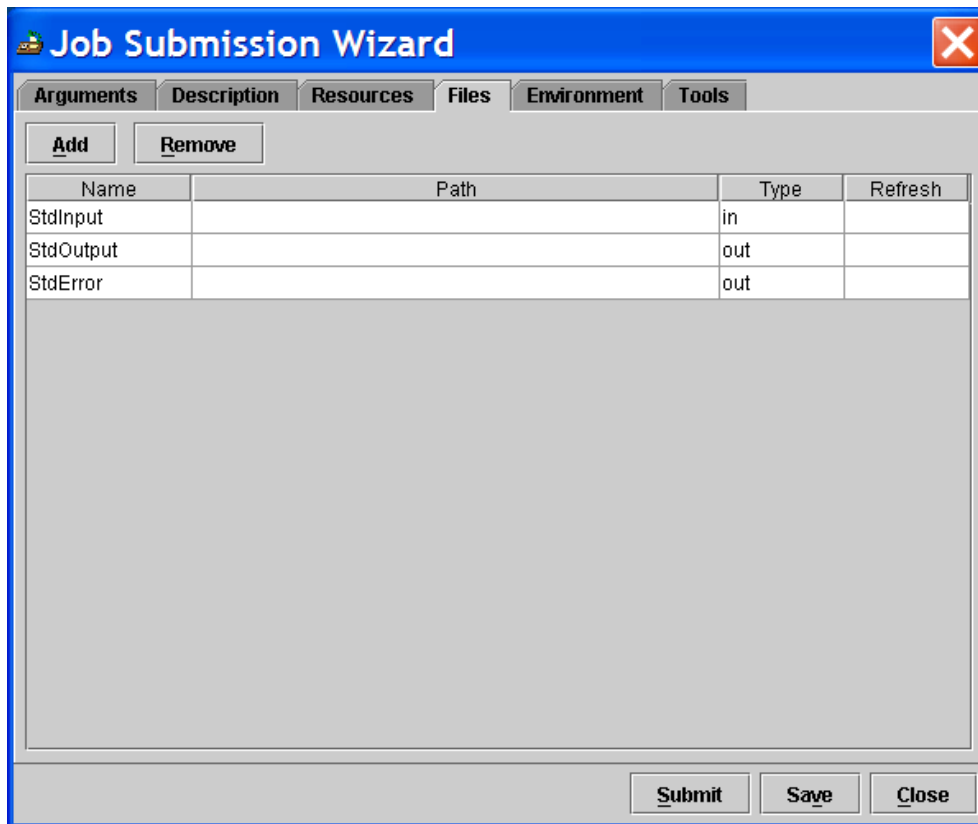 Job Submission Wizard
Arguments Description Resources Files Environment Tools
Add Remove
Name Path Type Refresh
StdInput in
StdOutput out
StdError out
Submit Save Close